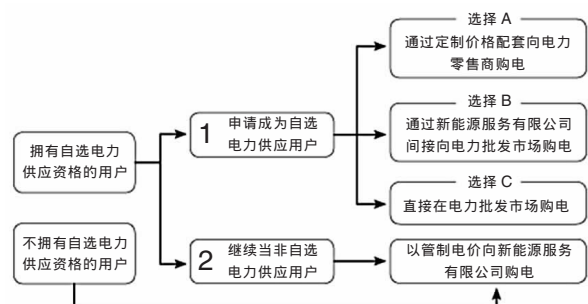 拥有自选电力
供应资格的用户
不拥有自选电力
供应资格的用户
1 申请成为自选
电力供应用户
2 继续当非自选
电力供应用户
选择 A
通过定制价格配套向电力
零售商购电
选择 B
通过新能源服务有限公司
间接向电力批发市场购电
选择 C
直接在电力批发市场购电
以管制电价向新能源服务
有限公司购电